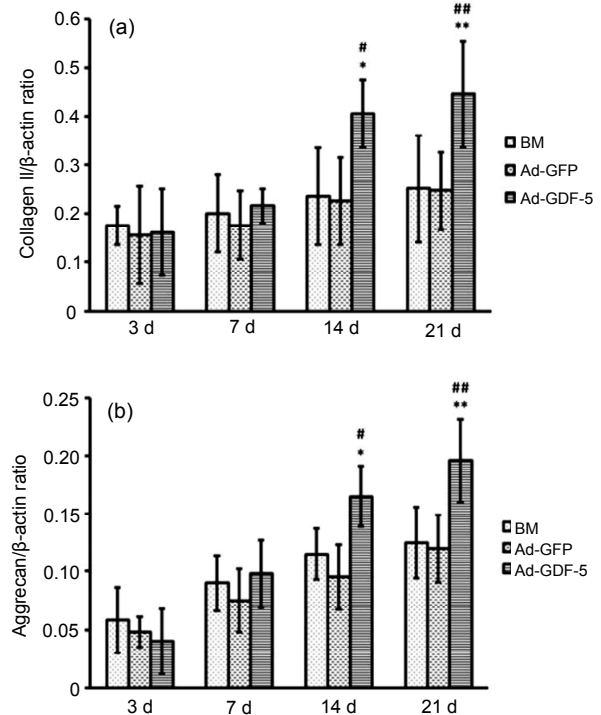 (a)
Collagen II/β-actin ratio
0.6
0.5
0.4
0.3
0.2
0.1
0
#
*
##
**
BM
Ad-GFP
Ad-GDF-5
3 d 7 d 14 d 21 d
(b)
Aggrecan/β-actin ratio
0.25
0.20
0.15
0.10
0.05
0
#
*
##
**
BM
Ad-GFP
Ad-GDF-5
3 d 7 d 14 d 21 d